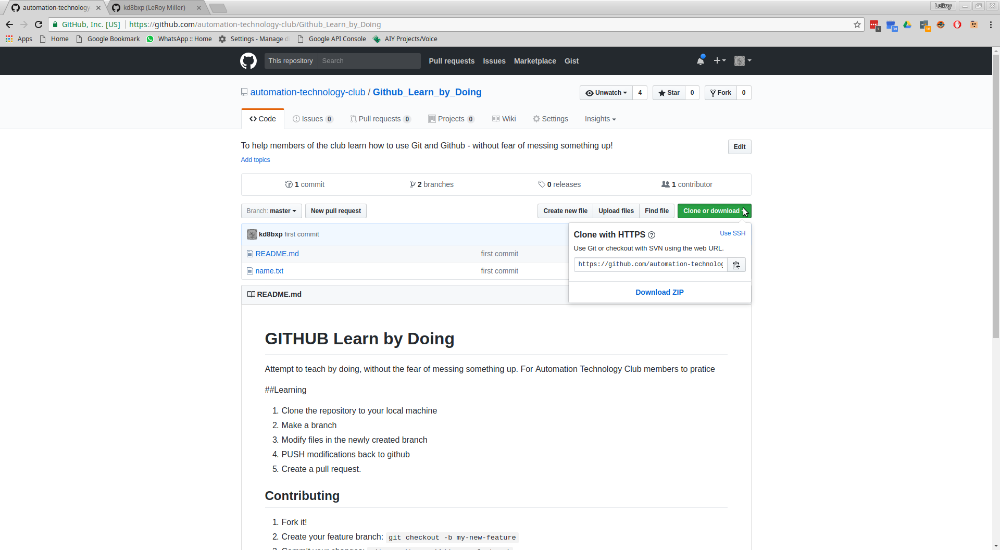 automation-technology
kd8bxp (LeRoy Miller)
LeRoy
GitHub, Inc. [US]
https://github.com/automation-technology-club/Github_Learn_by_Doing
1
3d
18
Apps
Home
Google Bookmark
WhatsApp :: Home
Settings - Manage d
Google API Console
AIY Projects/Voice
This repository
Search
Pull requests
Issues
Marketplace
Gist
automation-technology-club / Github_Learn_by_Doing
Unwatch
4
Star
0
Fork
0
Code
Issues 0
Pull requests 0
Projects 0
Wiki
Settings
Insights
To help members of the club learn how to use Git and Github - without fear of messing something up!
Edit
Add topics
1 commit
2 branches
0 releases
1 contributor
Branch: master
New pull request
Create new file
Upload files
Find file
Clone or download
kd8bxp first commit
README.md
first commit
name.txt
first commit
Clone with HTTPS
Use SSH
Use Git or checkout with SVN using the web URL.
https://github.com/automation-technolog
Download ZIP
README.md
GITHUB Learn by Doing
Attempt to teach by doing, without the fear of messing something up. For Automation Technology Club members to pratice
##Learning
1. Clone the repository to your local machine
2. Make a branch
3. Modify files in the newly created branch
4. PUSH modifications back to github
5. Create a pull request.
Contributing
1. Fork it!
2. Create your feature branch: git checkout -b my-new-feature